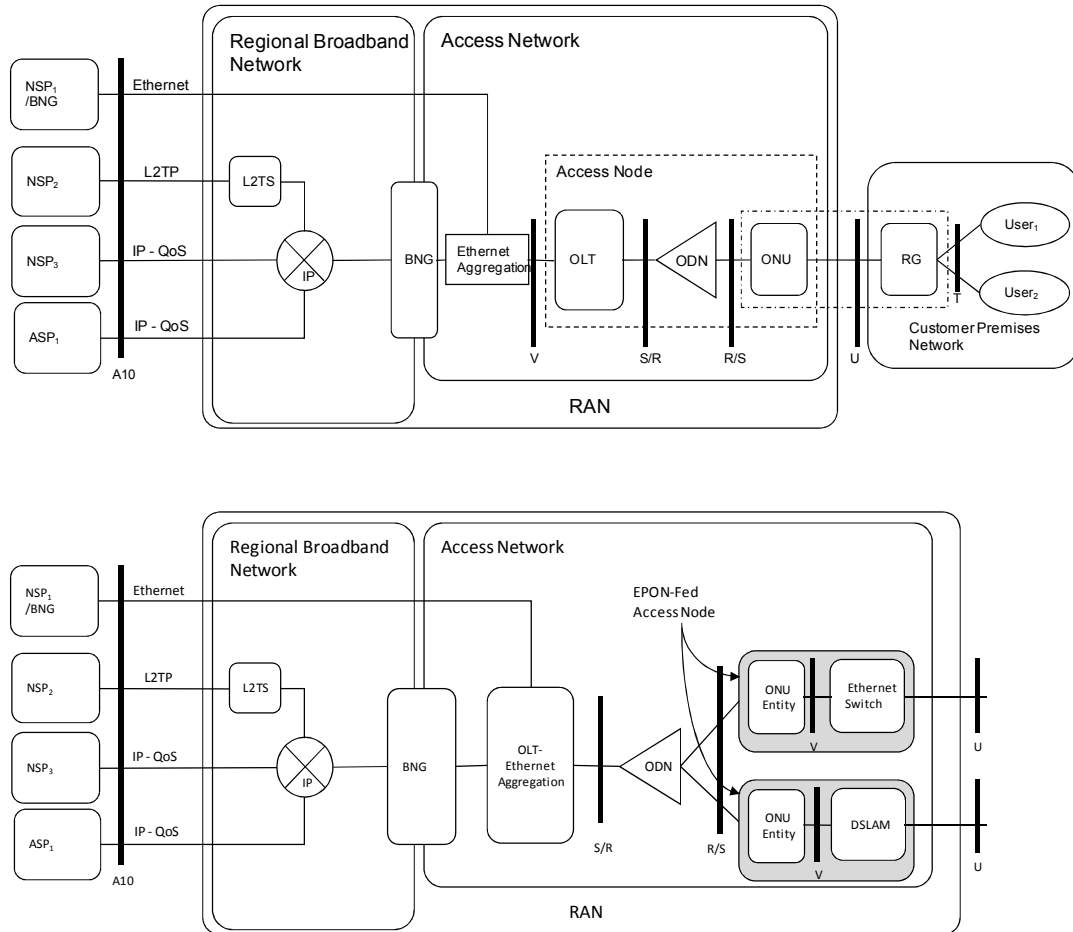 Regional Broadband
Network
Access Network
NSP₁
/BNG
Ethernet
NSP₂
L2TP
L2TS
Access Node
NSP₃
IP - QoS
IP
BNG
Ethernet
Aggregation
OLT
ODN
ONU
RG
User₁
User₂
T
Customer Premises
Network
ASP₁
IP - QoS
A10
V
S/R
R/S
U
RAN
Regional Broadband
Network
Access Network
NSP₁
/BNG
Ethernet
EPON-Fed
Access Node
NSP₂
L2TP
L2TS
ONU
Entity
Ethernet
Switch
V
U
NSP₃
IP - QoS
IP
BNG
OLT-
Ethernet
Aggregation
ODN
ASP₁
IP - QoS
ONU
Entity
DSLAM
A10
S/R
R/S
V
U
RAN